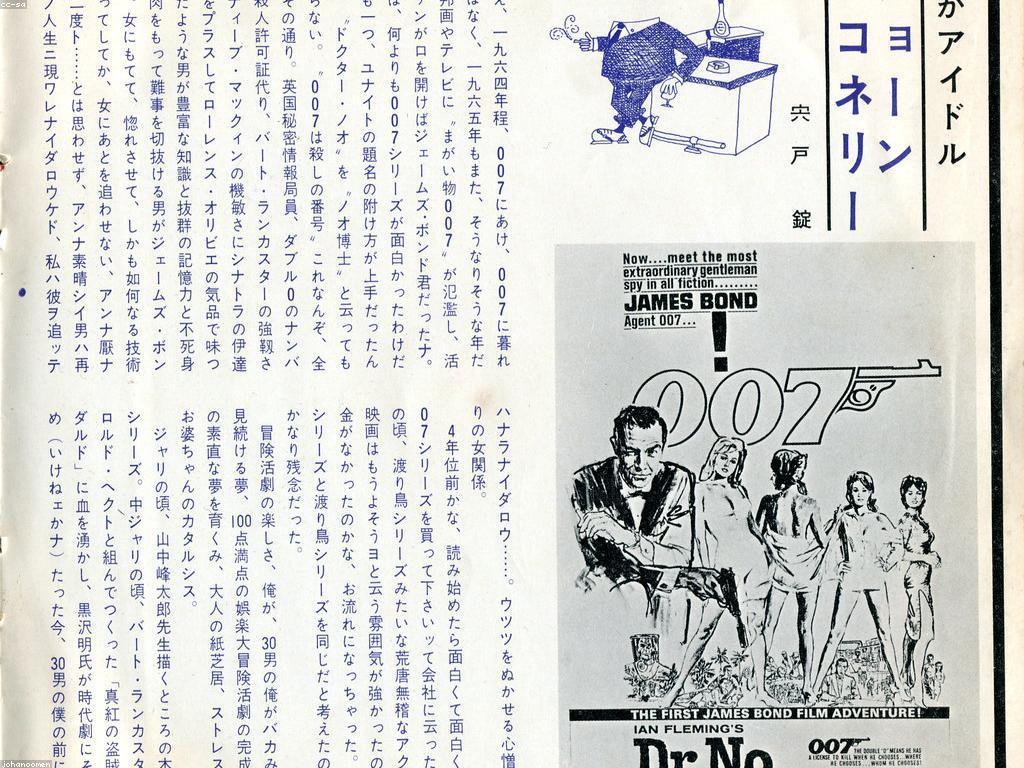 がアイドル
ョーン
コネリー
宍戸 錠
え、一九六四年程、007にあけ、007に暮れ
はなく、一九六五年もまた、そうなりそうな年だ
邦画やテレビに〝まがい物007〟が氾濫し、活
ァンが口を開けばジェームズ・ボンド君だったナ。
は、何よりも007シリーズが面白かったわけだ
も一つ、ユナイトの題名の附け方が上手だったん
〝ドクター・ノオ〟を〝ノオ博士〟と云っても
らない。〝007は殺しの番号〟これなんぞ、全
その通り。英国秘密情報局員、ダブル0のナンバ
殺人許可証代り、バート・ランカスターの強靱さ
ティーブ・マックィンの機敏さにシナトラの伊達
をプラスしてローレンス・オリビエの気品で味つ
たような男が豊富な知識と抜群の記憶力と不死身
肉をもって難事を切抜ける男がジェームズ・ボン
女にもてて、惚れさせて、しかも如何なる技術
ってしてか、女にあとを追わせない、アンナ厭ナ
二度ト……とは思わせず、アンナ素晴シイ男ハ再
人生ニ現ワレナイダロウケド、私ハ彼ヲ追ッテ
ハナラナイダロウ……。ウツツをぬかせる心憎
りの女関係。
4年位前かな、読み始めたら面白くて面白く
07シリーズを買って下さいッて会社に云った
の頃、渡り鳥シリーズみたいな荒唐無稽なアク
映画はもうよそうヨと云う雰囲気が強かったの
金がなかったのかな、お流れになっちゃった。
シリーズと渡り鳥シリーズを同じだと考えたの
かなり残念だった。
冒険活劇の楽しさ、俺が、30男の俺がバカみ
見続ける夢、100点満点の娯楽大冒険活劇の完成
の素直な夢を育くみ、大人の紙芝居、ストレス
お婆ちゃんのカタルシス。
ジャリの頃、山中峰太郎先生描くところの本
シリーズ。中ジャリの頃、バート・ランカスタ
ロルド・ヘクトと組んでつくった「真紅の盗賊
ダルド」に血を湧かし、黒沢明氏が時代劇にそ
め(いけねェかナ)たった今、30男の僕の前に
Now....meet the most
extraordinary gentleman
spy in all fiction.........
JAMES BOND
Agent 007...
!
007
THE FIRST JAMES BOND FILM ADVENTURE!
IAN FLEMING'S
Dr.No
007 THE DOUBLE "O" MEANS HE HAS
A LICENSE TO KILL WHEN HE CHOOSES...WHERE
HE CHOOSES...WHOM HE CHOOSES!
cc-sa
johanoomen